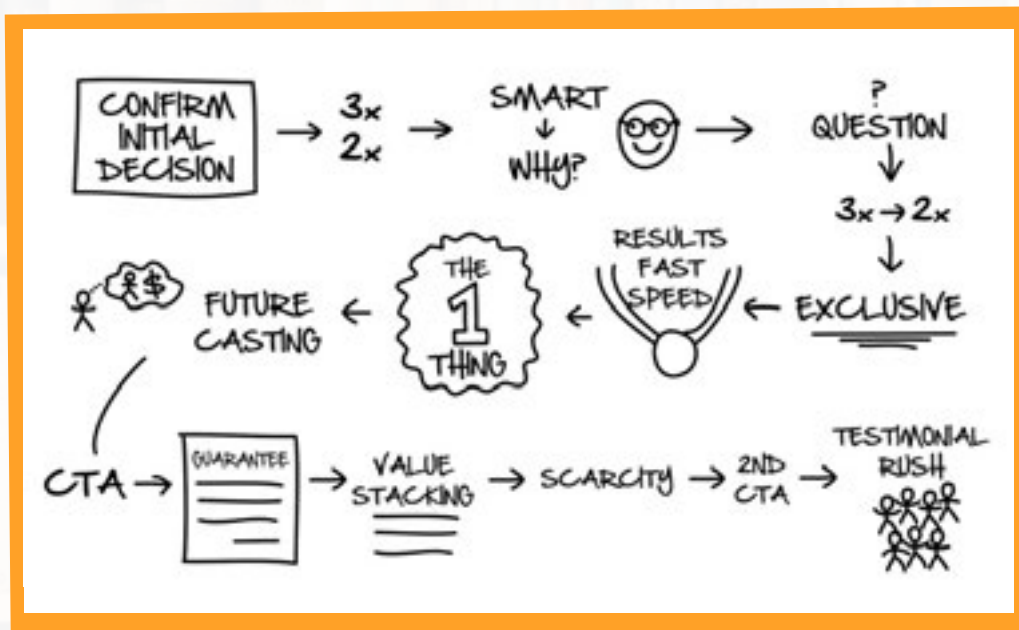 CONFIRM
INITIAL
DECISION
3x
2x
SMART
WHY?
?
QUESTION
3x → 2x
EXCLUSIVE
RESULTS
FAST
SPEED
THE
1
THING
$
FUTURE
CASTING
CTA
GUARANTEE
VALUE
STACKING
SCARCITY
2ND
CTA
TESTIMONIAL
RUSH